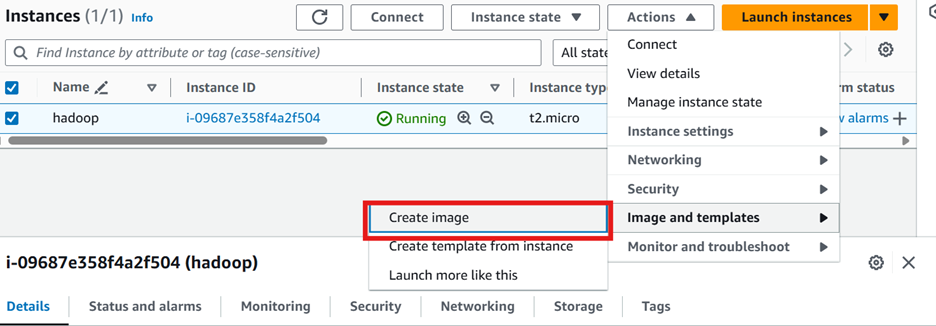 Instances (1/1) Info Connect Instance state Actions Launch instances
Find Instance by attribute or tag (case-sensitive) All state
Connect
View details
Name Instance ID Instance state Instance type rm status
Manage instance state
hadoop i-09687e358f4a2f504 Running t2.micro w alarms +
Instance settings
Networking
Security
Create image Image and templates
Create template from instance Monitor and troubleshoot
i-09687e358f4a2f504 (hadoop)
Launch more like this
Details Status and alarms Monitoring Security Networking Storage Tags